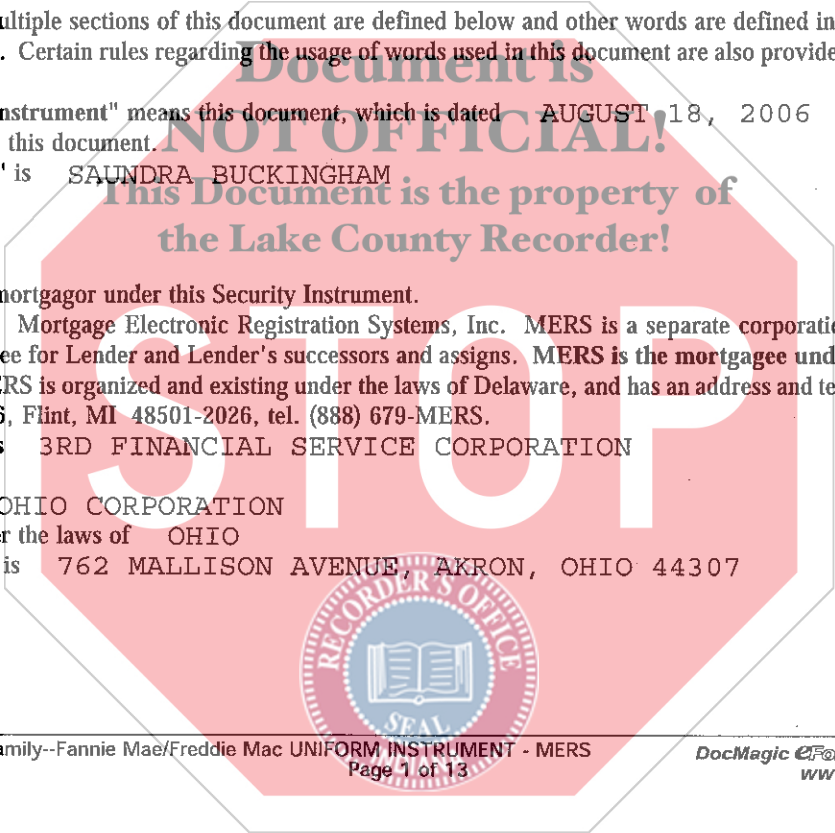 ultiple sections of this document are defined below and other words are defined in
. Certain rules regarding the usage of words used in this document are also provide
Document is
nstrument" means this document, which is dated AUGUST 18, 2006
this document.
NOT OFFICIAL!
" is SAUNDRA BUCKINGHAM
This Document is the property of
the Lake County Recorder!
mortgagor under this Security Instrument.
Mortgage Electronic Registration Systems, Inc. MERS is a separate corporatio
ee for Lender and Lender's successors and assigns. MERS is the mortgagee und
ERS is organized and existing under the laws of Delaware, and has an address and te
6, Flint, MI 48501-2026, tel. (888) 679-MERS.
s 3RD FINANCIAL SERVICE CORPORATION
STOP
OHIO CORPORATION
r the laws of OHIO
is 762 MALLISON AVENUE, AKRON, OHIO 44307
RECORDER'S OFFICE
SEAL
INDIANA
amily--Fannie Mae/Freddie Mac UNIFORM INSTRUMENT - MERS
Page 1 of 13
DocMagic eFo
ww